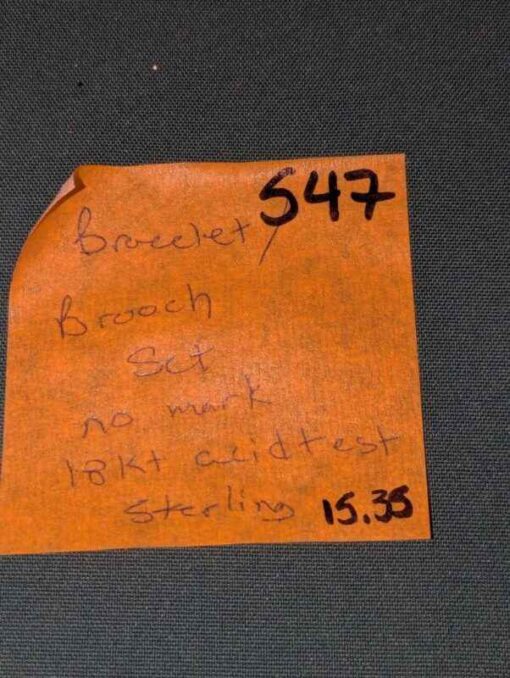 547
Bracelet/
Brooch
Set
no mark
18Kt acid test
Sterling 15.35